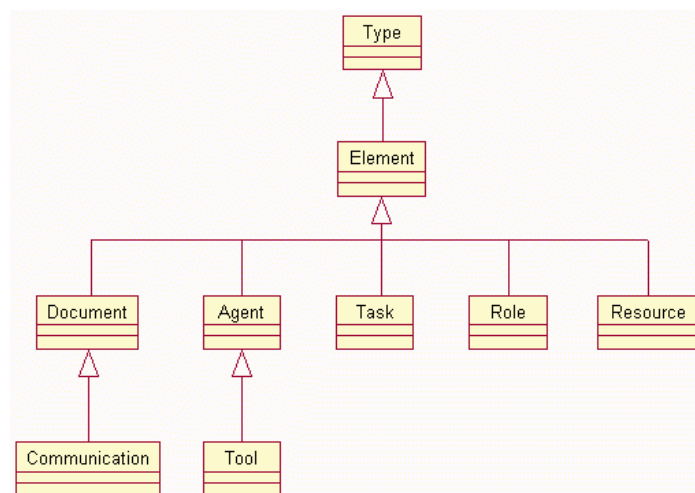 Type
Element
Document
Agent
Task
Role
Resource
Communication
Tool